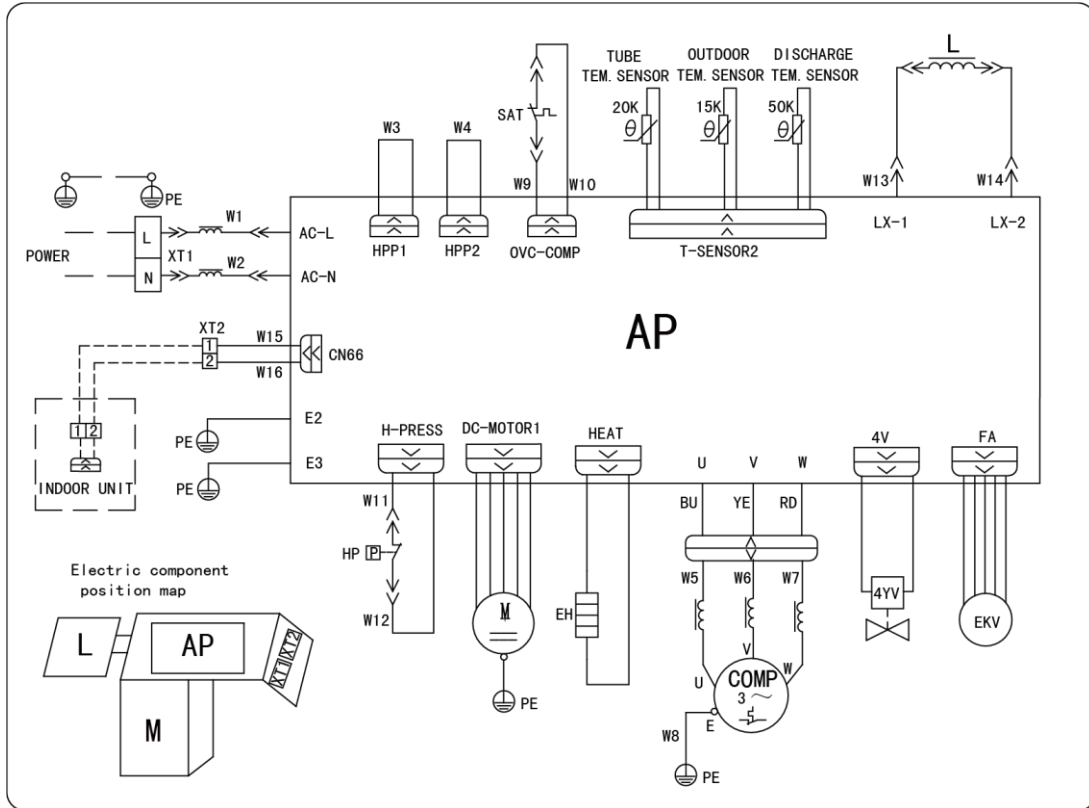 L
TUBE
TEM. SENSOR
OUTDOOR
TEM. SENSOR
DISCHARGE
TEM. SENSOR
20K
15K
50K
θ
θ
θ
SAT
W3
W4
W9
W10
W13
W14
PE
HPP1
HPP2
OVC-COMP
T-SENSOR2
LX-1
LX-2
POWER
L
N
XT1
W1
W2
AC-L
AC-N
AP
XT2
1
2
W15
W16
CN66
1 2
INDOOR UNIT
PE
E2
PE
E3
H-PRESS
DC-MOTOR1
HEAT
U
V
W
4V
FA
W11
HP
P
W12
M
PE
EH
BU
YE
RD
W5
W6
W7
U
V
W
COMP
3 ~
E
W8
PE
4YV
EKV
Electric component
position map
L
AP
XT1
XT2
M